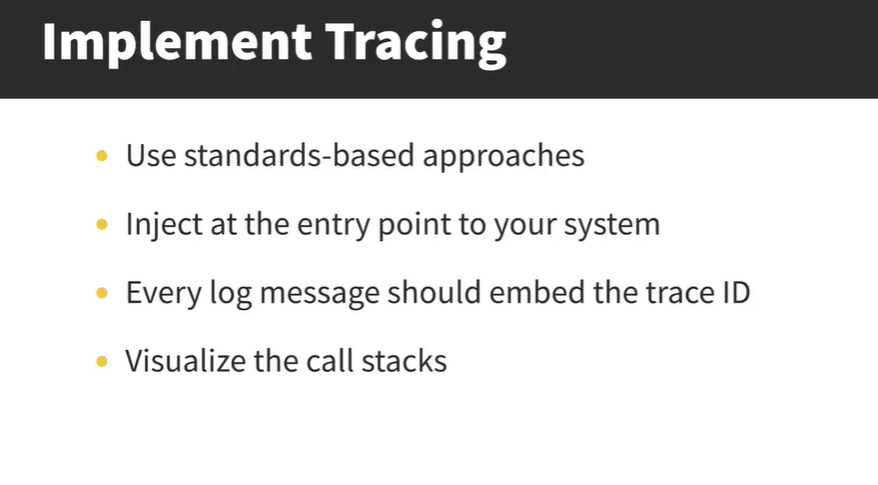 Implement Tracing
Use standards-based approaches
Inject at the entry point to your system
Every log message should embed the trace ID
Visualize the call stacks